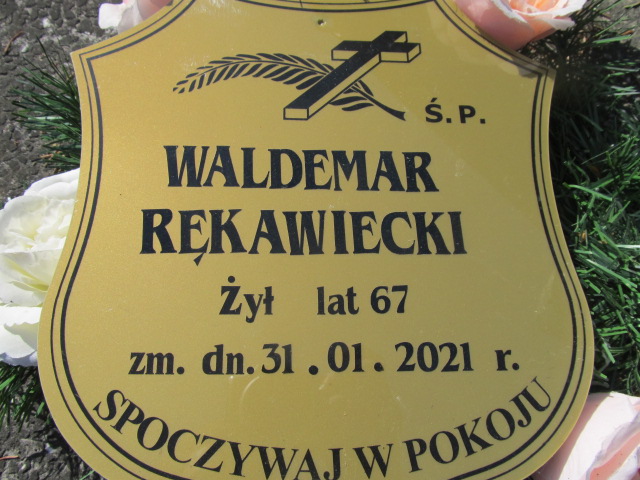 Ś.P.
WALDEMAR
RĘKAWIECKI
Żył lat 67
zm. dn. 31.01.2021 r.
SPOCZYWAJ W POKOJU